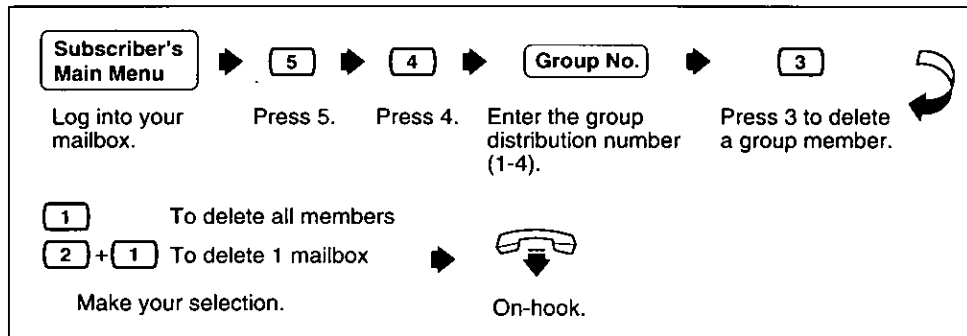 Subscriber's
Main Menu
5
4
Group No.
3
Log into your
mailbox.
Press 5.
Press 4.
Enter the group
distribution number
(1-4).
Press 3 to delete
a group member.
1 To delete all members
2 + 1 To delete 1 mailbox
Make your selection.
On-hook.